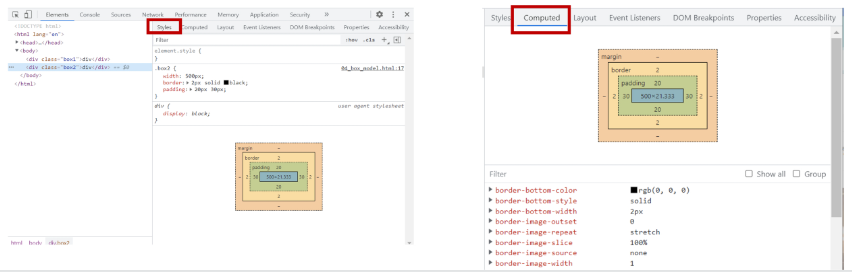 Elements Console Sources Network Performance Memory Application Security »
<!DOCTYPE html>
<html lang="en">
<head>…</head>
<body>
<div class="box1">div</div>
<div class="box2">div</div> == $0
</body>
</html>
html body div.box2
Styles Computed Layout Event Listeners DOM Breakpoints Properties Accessibility
Filter :hov .cls +
element.style {
}
.box2 { 04_box_model.html:17
width: 500px;
border: 2px solid black;
padding: 20px 30px;
}
div { user agent stylesheet
display: block;
}
margin –
border 2
padding 20
– 2 30 500×21.333 30 2 –
20
2
–
Styles Computed Layout Event Listeners DOM Breakpoints Properties Accessibility
margin –
border 2
padding 20
– 2 30 500×21.333 30 2 –
20
2
–
Filter Show all Group
border-bottom-color rgb(0, 0, 0)
border-bottom-style solid
border-bottom-width 2px
border-image-outset 0
border-image-repeat stretch
border-image-slice 100%
border-image-source none
border-image-width 1